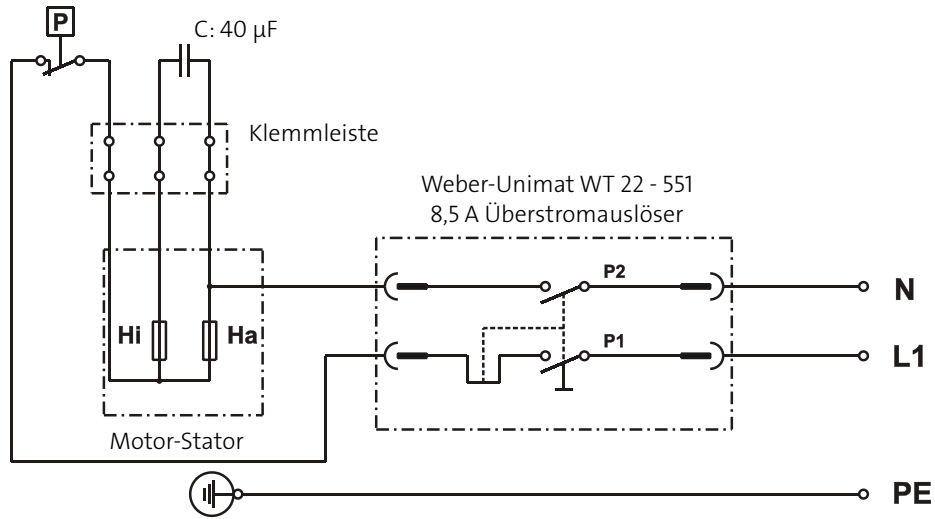 P
C: 40 µF
Klemmleiste
Weber-Unimat WT 22 - 551
8,5 A Überstromauslöser
P2
N
Hi
Ha
P1
L1
Motor-Stator
PE